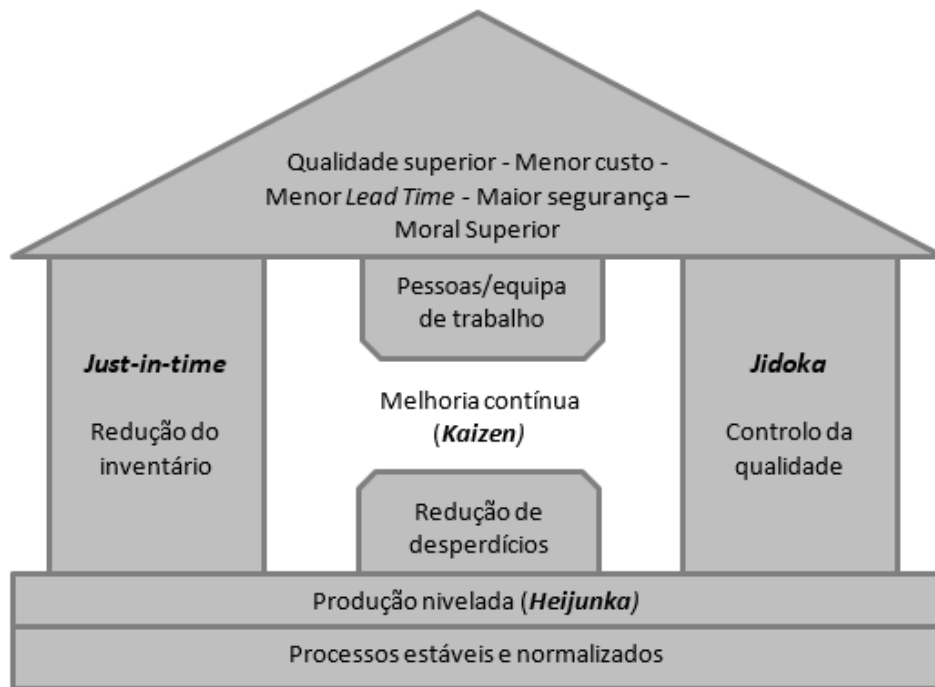 Qualidade superior - Menor custo -
Menor Lead Time - Maior segurança –
Moral Superior
Pessoas/equipa
de trabalho
Just-in-time
Redução do
inventário
Melhoria contínua
(Kaizen)
Jidoka
Controlo da
qualidade
Redução de
desperdícios
Produção nivelada (Heijunka)
Processos estáveis e normalizados